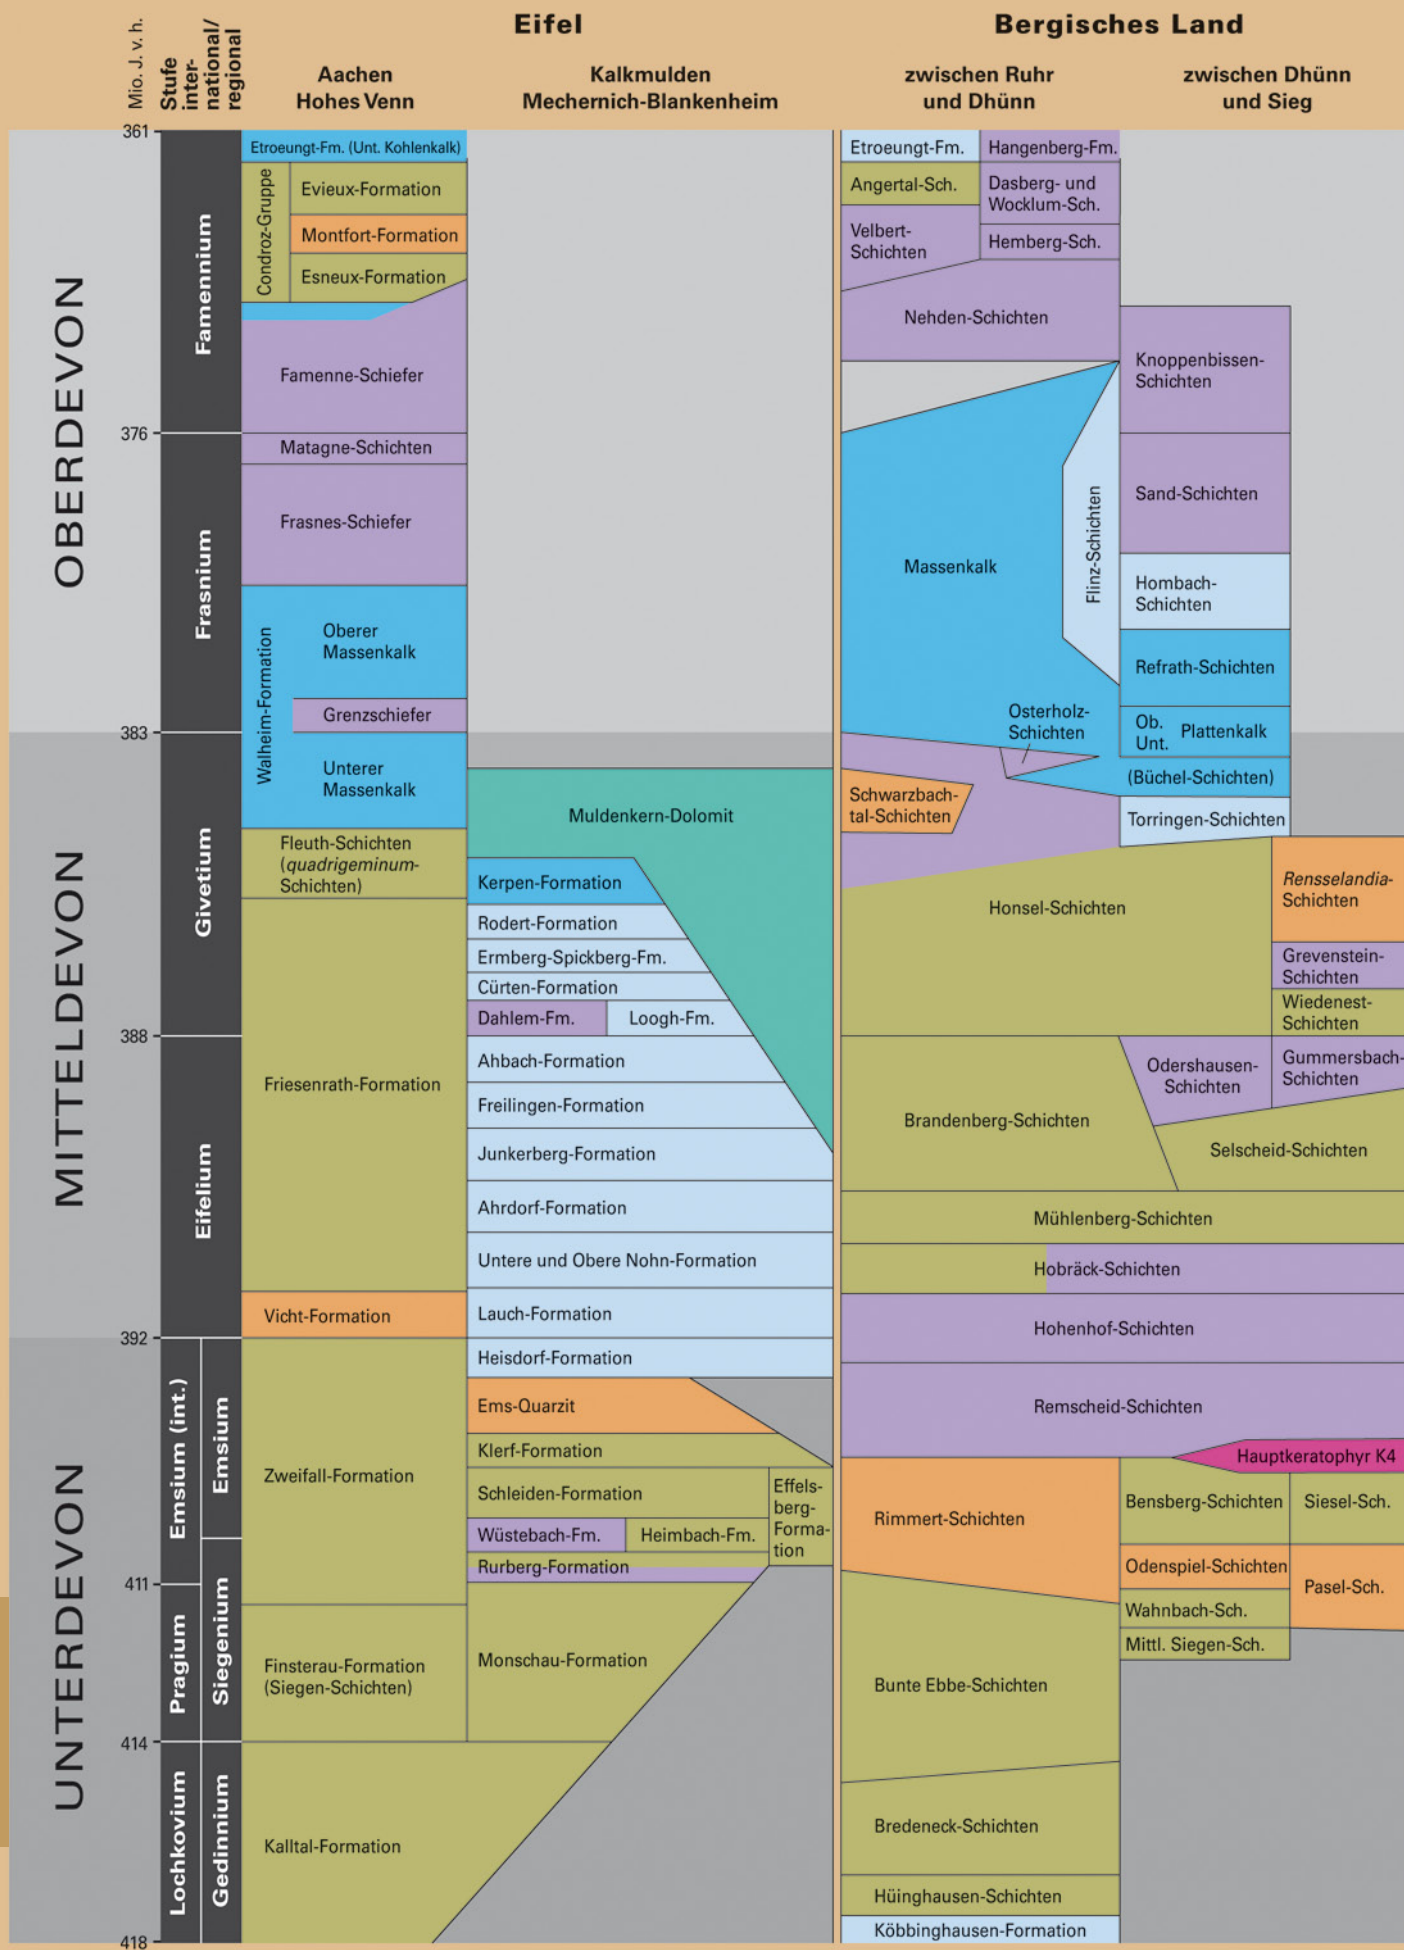 Eifel
Bergisches Land
Mio. J. v. h.
Stufe
inter-
national/
regional
Aachen
Hohes Venn
Kalkmulden
Mechernich-Blankenheim
zwischen Ruhr
und Dhünn
zwischen Dhünn
und Sieg
361
376
383
388
392
411
414
418
OBERDEVON
MITTELDEVON
UNTERDEVON
Famennium
Frasnium
Givetium
Eifelium
Emsium (int.)
Pragium
Lochkovium
Emsium
Siegenium
Gedinnium
Etroeungt-Fm. (Unt. Kohlenkalk)
Condroz-Gruppe
Evieux-Formation
Montfort-Formation
Esneux-Formation
Famenne-Schiefer
Matagne-Schichten
Frasnes-Schiefer
Walheim-Formation
Oberer
Massenkalk
Grenzschiefer
Unterer
Massenkalk
Fleuth-Schichten
(quadrigeminum-
Schichten)
Friesenrath-Formation
Vicht-Formation
Zweifall-Formation
Finsterau-Formation
(Siegen-Schichten)
Kalltal-Formation
Muldenkern-Dolomit
Kerpen-Formation
Rodert-Formation
Ermberg-Spickberg-Fm.
Cürten-Formation
Dahlem-Fm.
Loogh-Fm.
Ahbach-Formation
Freilingen-Formation
Junkerberg-Formation
Ahrdorf-Formation
Untere und Obere Nohn-Formation
Lauch-Formation
Heisdorf-Formation
Ems-Quarzit
Klerf-Formation
Schleiden-Formation
Effels-
berg-
Forma-
tion
Wüstebach-Fm.
Heimbach-Fm.
Rurberg-Formation
Monschau-Formation
Etroeungt-Fm.
Hangenberg-Fm.
Angertal-Sch.
Dasberg- und
Wocklum-Sch.
Velbert-
Schichten
Hemberg-Sch.
Nehden-Schichten
Massenkalk
Flinz-Schichten
Osterholz-
Schichten
Schwarzbach-
tal-Schichten
Honsel-Schichten
Brandenberg-Schichten
Mühlenberg-Schichten
Hobräck-Schichten
Hohenhof-Schichten
Remscheid-Schichten
Rimmert-Schichten
Bunte Ebbe-Schichten
Bredeneck-Schichten
Hüinghausen-Schichten
Köbbinghausen-Formation
Knoppenbissen-
Schichten
Sand-Schichten
Hombach-
Schichten
Refrath-Schichten
Ob.
Unt.
Plattenkalk
(Büchel-Schichten)
Torringen-Schichten
Rensselandia-
Schichten
Grevenstein-
Schichten
Wiedenest-
Schichten
Odershausen-
Schichten
Gummersbach-
Schichten
Selscheid-Schichten
Hauptkeratophyr K4
Bensberg-Schichten
Siesel-Sch.
Odenspiel-Schichten
Pasel-Sch.
Wahnbach-Sch.
Mittl. Siegen-Sch.